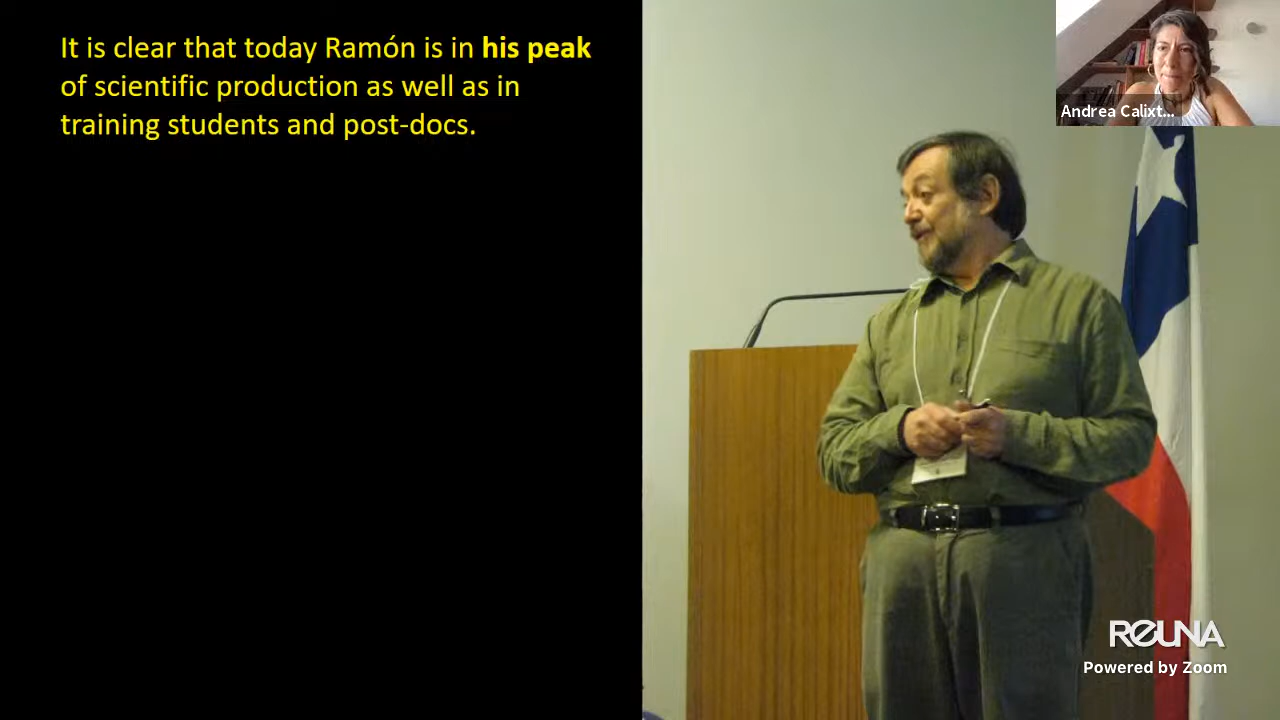 It is clear that today Ramón is in his peak
of scientific production as well as in
training students and post-docs.
Andrea Calixt...
REUNA
Powered by Zoom